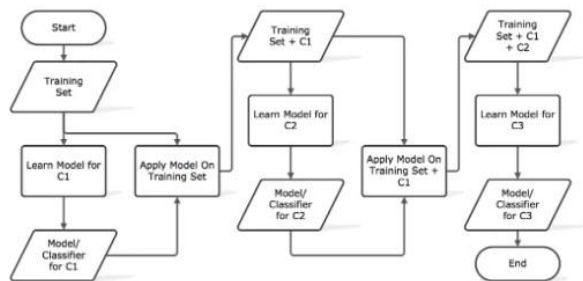 Start
Training
Set
Learn Model for
C1
Model/
Classifier
for C1
Apply Model On
Training Set
Training
Set + C1
Learn Model for
C2
Model/
Classifier
for C2
Apply Model On
Training Set +
C1
Training
Set + C1
+ C2
Learn Model for
C3
Model/
Classifier
for C3
End